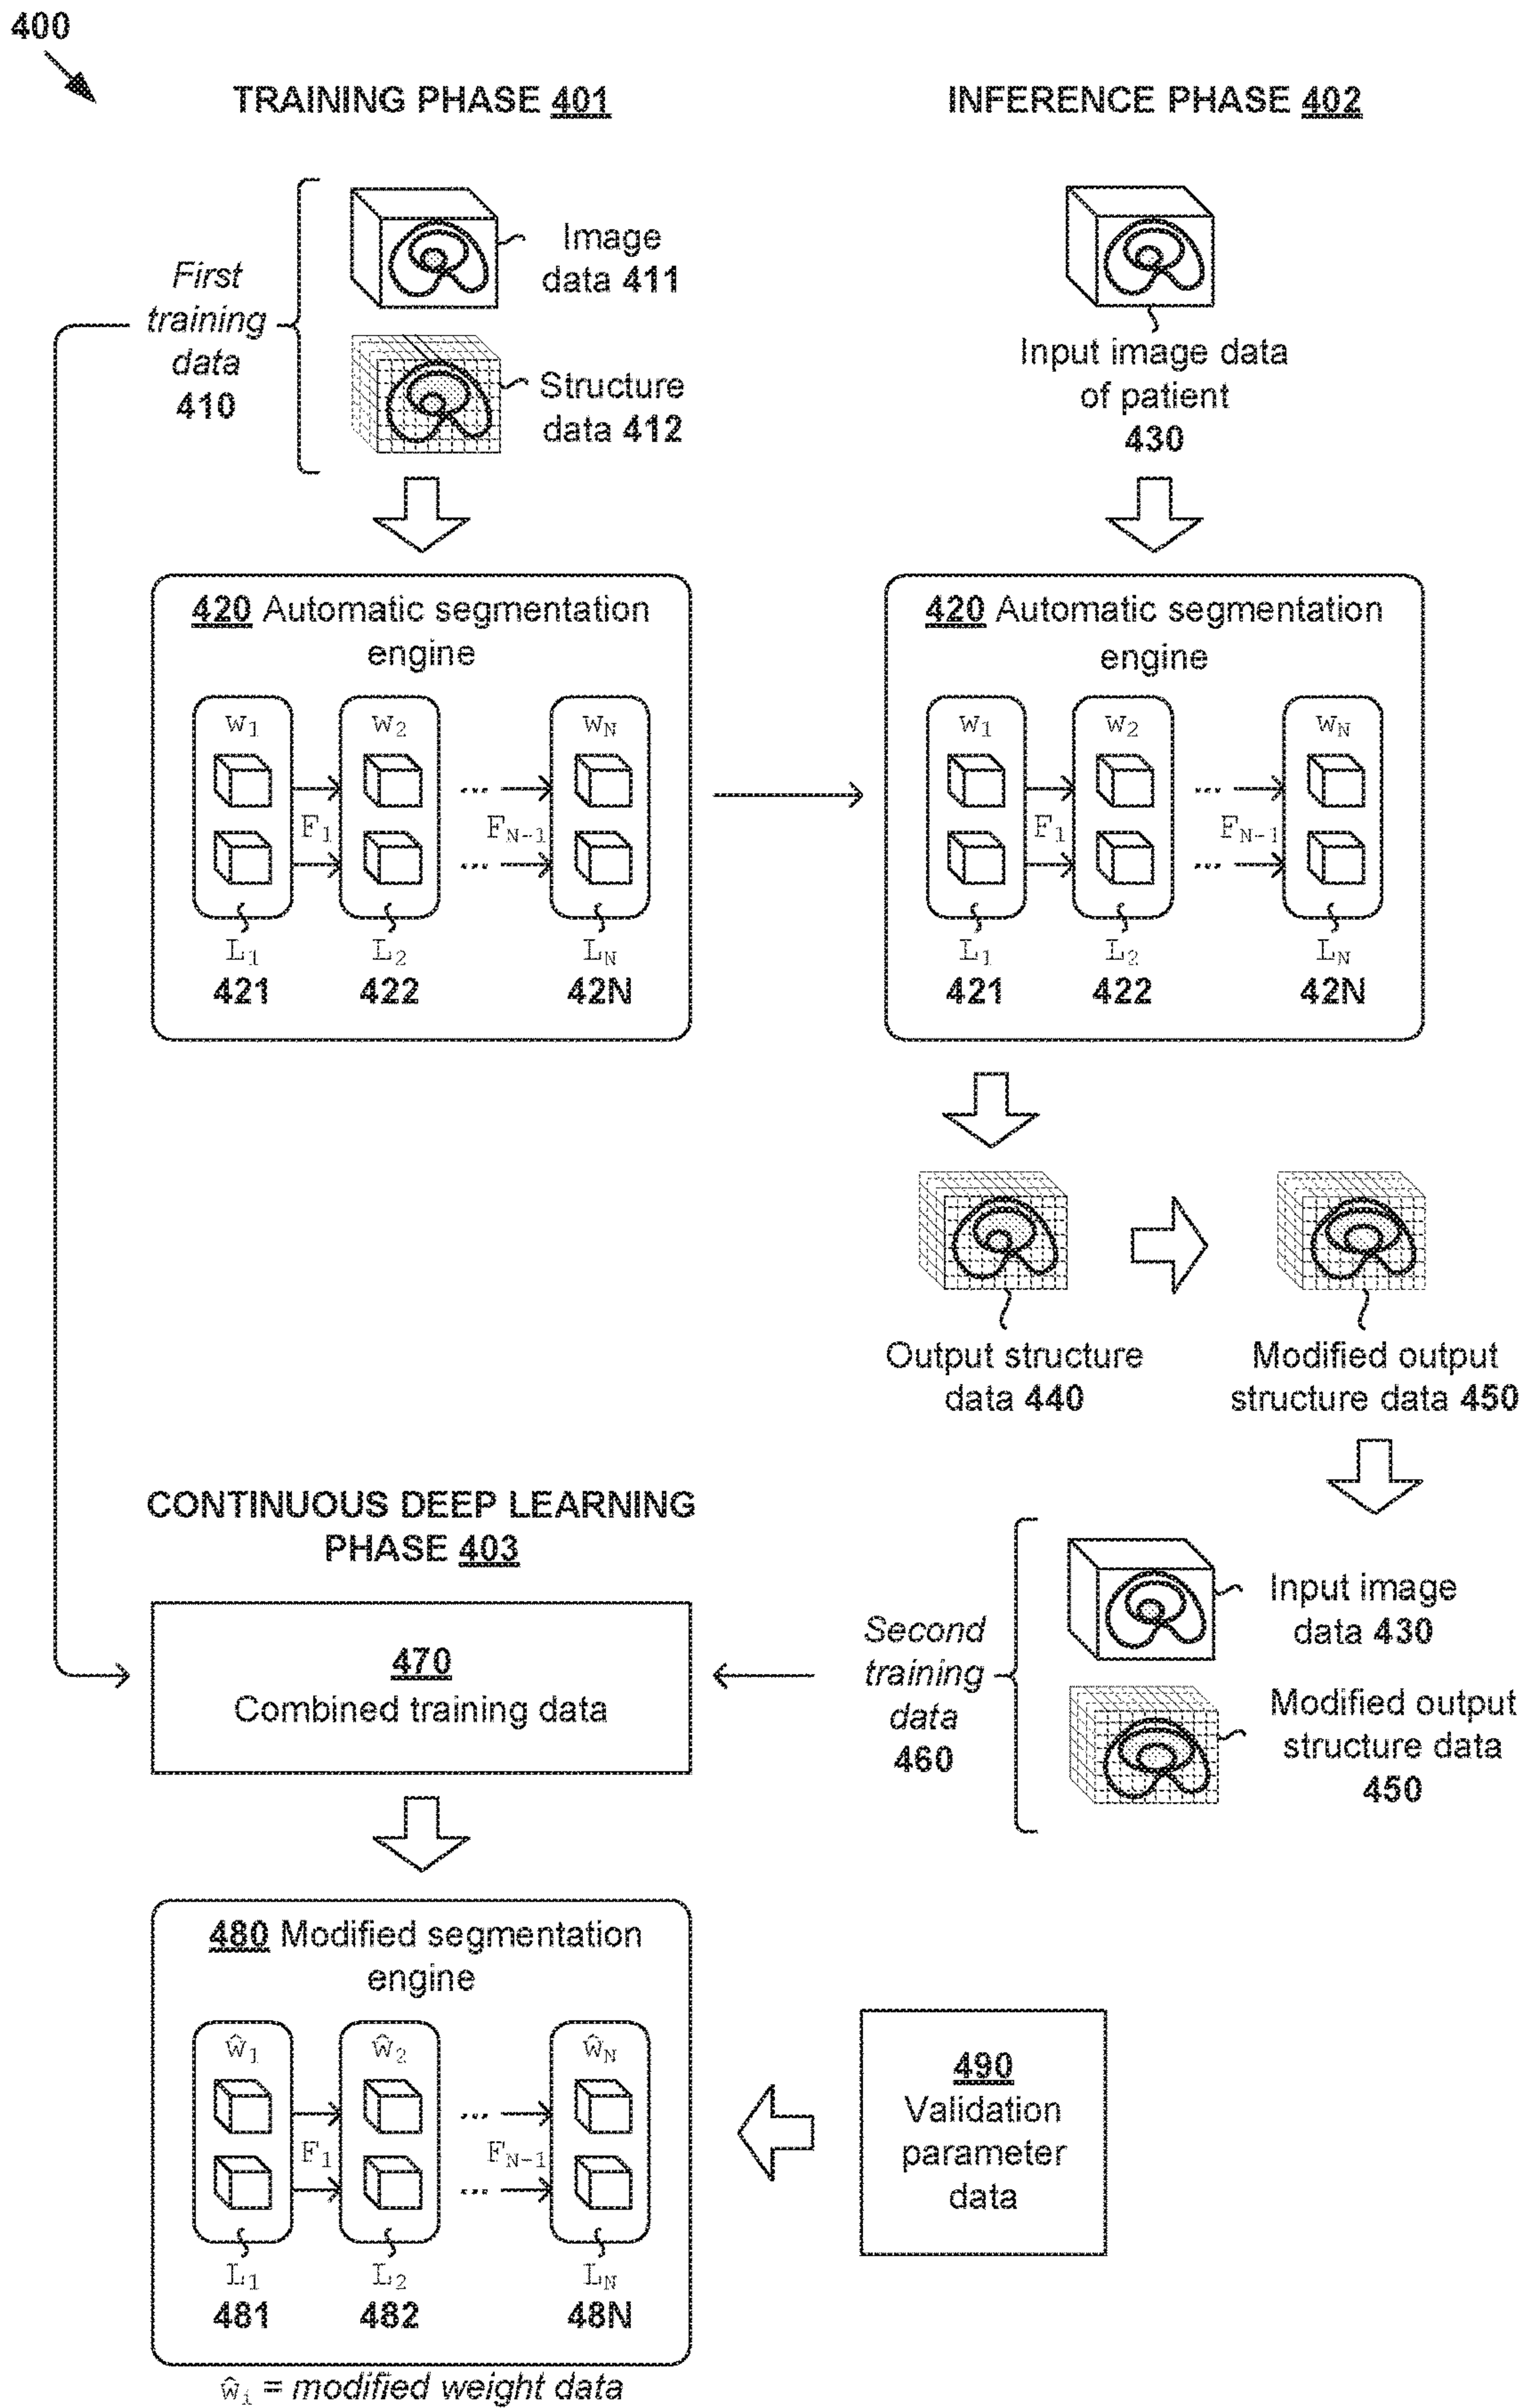 400
TRAINING PHASE 401
INFERENCE PHASE 402
First
training
data
410
Image
data 411
Structure
data 412
Input image data
of patient
430
420 Automatic segmentation
engine
w1 w2 wN
F1 FN-1
... 
...
L1 L2 LN
421 422 42N
420 Automatic segmentation
engine
w1 w2 wN
...
F1 FN-1
...
L1 L2 LN
421 422 42N
Output structure
data 440
Modified output
structure data 450
CONTINUOUS DEEP LEARNING
PHASE 403
470
Combined training data
Second
training
data
460
Input image
data 430
Modified output
structure data
450
480 Modified segmentation
engine
ŵ1 ŵ2 ŵN
...
F1 FN-1
...
L1 L2 LN
481 482 48N
490
Validation
parameter
data
ŵi = modified weight data